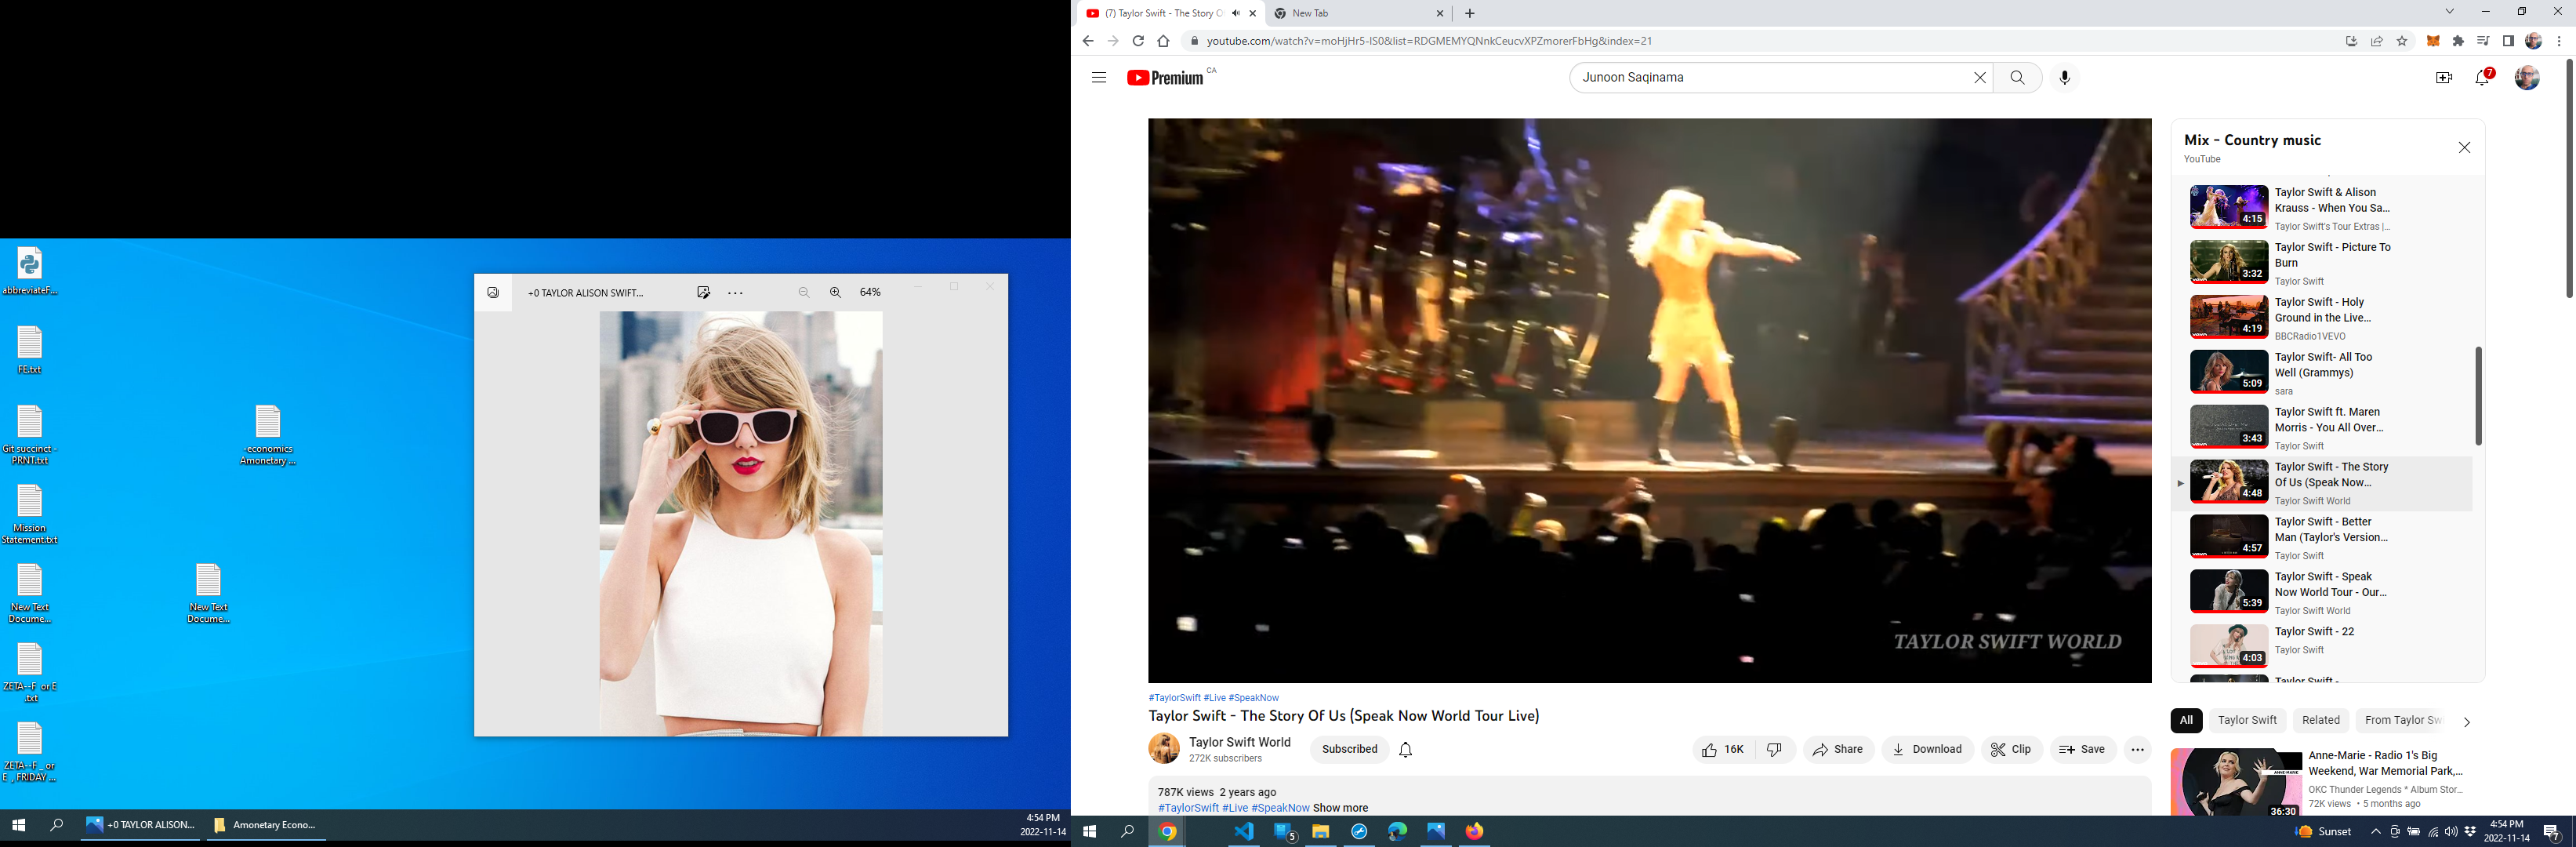 abbreviateF...
FE.txt
Git succinct -
PRNT.txt
-economics
Amonetary ...
Mission
Statement.txt
New Text
Docume...
New Text
Docume...
ZETA--F or E
.txt
ZETA--F _ or
E _, FRIDAY ...
+0 TAYLOR ALISON SWIFT...
64%
+0 TAYLOR ALISON...
Amonetary Econo...
4:54 PM
2022-11-14
(7) Taylor Swift - The Story O
New Tab
youtube.com/watch?v=moHjHr5-lS0&list=RDGMEMYQNnkCeucvXPZmorerFbHg&index=21
Premium CA
Junoon Saqinama
7
TAYLOR SWIFT WORLD
#TaylorSwift #Live #SpeakNow
Taylor Swift - The Story Of Us (Speak Now World Tour Live)
Taylor Swift World
272K subscribers
Subscribed
16K
Share
Download
Clip
Save
787K views 2 years ago
#TaylorSwift #Live #SpeakNow Show more
Mix - Country music
YouTube
Taylor Swift & Alison
Krauss - When You Sa...
Taylor Swift's Tour Extras |...
4:15
Taylor Swift - Picture To
Burn
Taylor Swift
3:32
Taylor Swift - Holy
Ground in the Live...
BBCRadio1VEVO
4:19
Taylor Swift- All Too
Well (Grammys)
sara
5:09
Taylor Swift ft. Maren
Morris - You All Over...
Taylor Swift
3:43
Taylor Swift - The Story
Of Us (Speak Now...
Taylor Swift World
4:48
Taylor Swift - Better
Man (Taylor's Version...
Taylor Swift
4:57
Taylor Swift - Speak
Now World Tour - Our...
Taylor Swift World
5:39
Taylor Swift - 22
Taylor Swift
4:03
Taylor Swift -
All
Taylor Swift
Related
From Taylor Sw
Anne-Marie - Radio 1's Big
Weekend, War Memorial Park,...
OKC Thunder Legends * Album Stor...
72K views • 5 months ago
ANNE-MARIE
36:30
5
Sunset
4:54 PM
2022-11-14
7